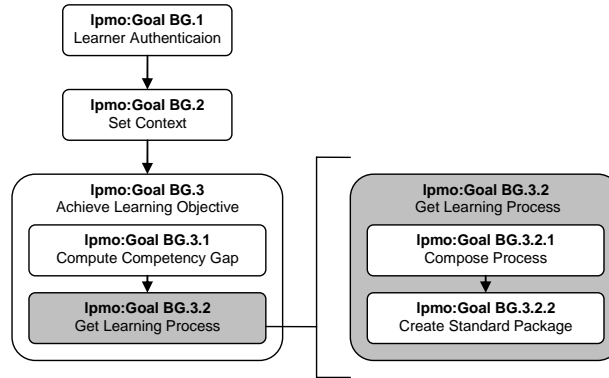 lpmo:Goal BG.1
Learner Authenticaion
lpmo:Goal BG.2
Set Context
lpmo:Goal BG.3
Achieve Learning Objective
lpmo:Goal BG.3.1
Compute Competency Gap
lpmo:Goal BG.3.2
Get Learning Process
lpmo:Goal BG.3.2
Get Learning Process
lpmo:Goal BG.3.2.1
Compose Process
lpmo:Goal BG.3.2.2
Create Standard Package